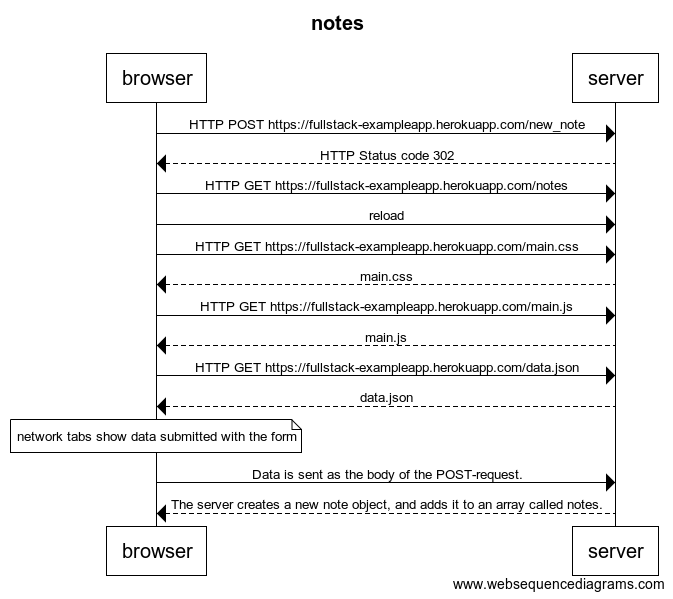 notes
browser
server
HTTP POST https://fullstack-exampleapp.herokuapp.com/new_note
HTTP Status code 302
HTTP GET https://fullstack-exampleapp.herokuapp.com/notes
reload
HTTP GET https://fullstack-exampleapp.herokuapp.com/main.css
main.css
HTTP GET https://fullstack-exampleapp.herokuapp.com/main.js
main.js
HTTP GET https://fullstack-exampleapp.herokuapp.com/data.json
data.json
network tabs show data submitted with the form
Data is sent as the body of the POST-request.
The server creates a new note object, and adds it to an array called notes.
browser
server
www.websequencediagrams.com